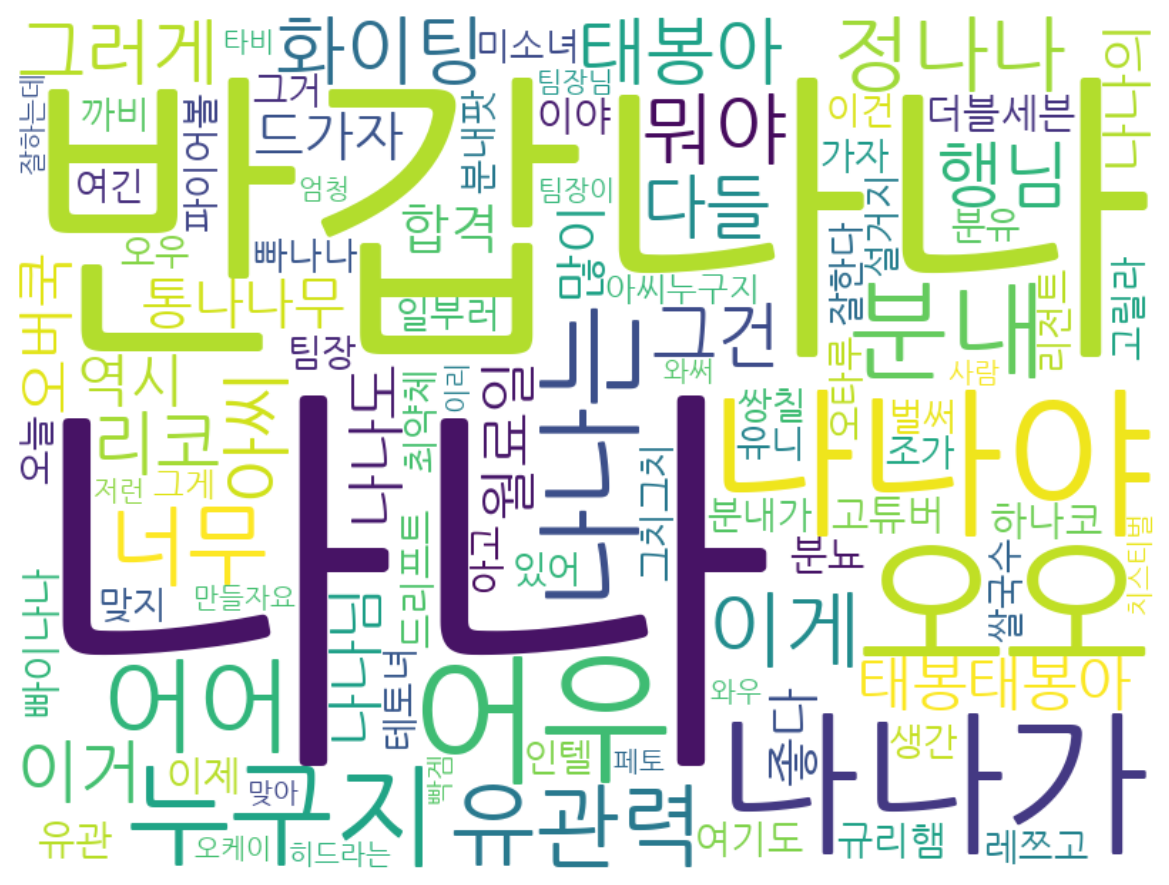 그러게
타비
화이팅
미소녀
태봉아
정나나
나나의
잘하는데
까비
파이어볼
그거
드가자
분내팟
팀장님
이야
뭐야
이건
더블세븐
반갑나나
여긴
엄청
합격
팀장이
다들
가자
행님
설거지
분유
오우
빠나나
맘이
아씨누구지
잘한다
리전트
고릴라
오버쿡
통나나무
일부러
그건
분내
팀장
역시
아씨
나나도
최약체
이리
월료일
나나는
와써
오타루
사람
오늘
리코
쌍칠
유니
벌써
조가
나나야
저런
그게
나나
그치그치
분내가
고튜버
하나코
너무
드리프트
아고
있어
분뇨
쌀국수
치스티벌
오오
맞지
만들자요
빠이나나
나나님
테토녀
이게
어어
어우
와우
좋다
태봉태봉아
이거
이제
맞아
누구지
빡겜
인텔
페토
나나가
생간
유관
오케이
히드라는
유관력
여기도
규리햄
레쯔고